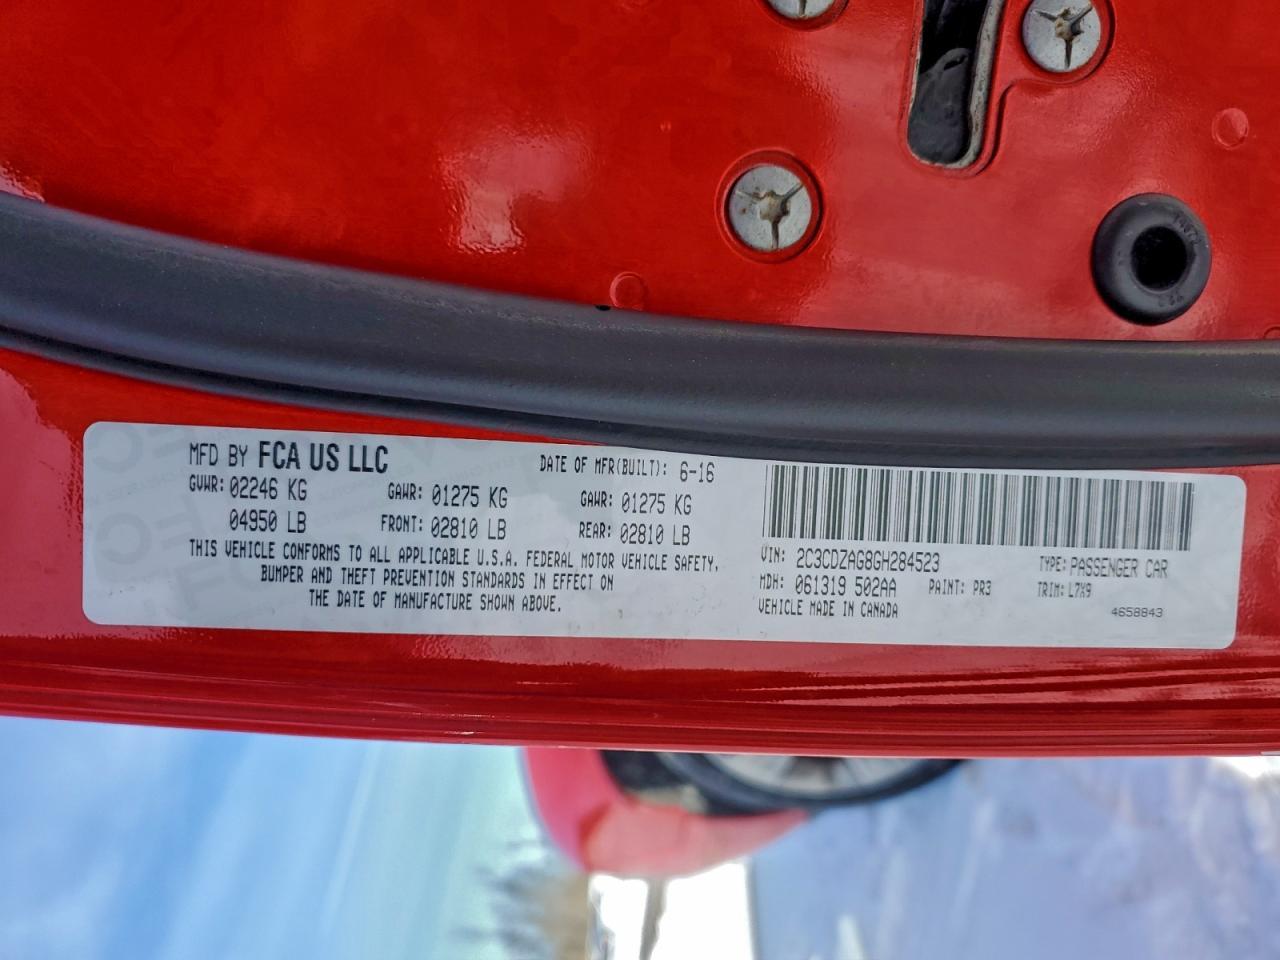 MFD BY FCA US LLC DATE OF MFR(BUILT): 6-16
GVWR: 02246 KG GAWR: 01275 KG GAWR: 01275 KG
04950 LB FRONT: 02810 LB REAR: 02810 LB
THIS VEHICLE CONFORMS TO ALL APPLICABLE U.S.A. FEDERAL MOTOR VEHICLE SAFETY,
BUMPER AND THEFT PREVENTION STANDARDS IN EFFECT ON
THE DATE OF MANUFACTURE SHOWN ABOVE.
VIN: 2C3CDZAG8GH284523 TYPE: PASSENGER CAR
MDH: 061319 502AA PAINT: PR3 TRIM: L7X9
VEHICLE MADE IN CANADA 4658843